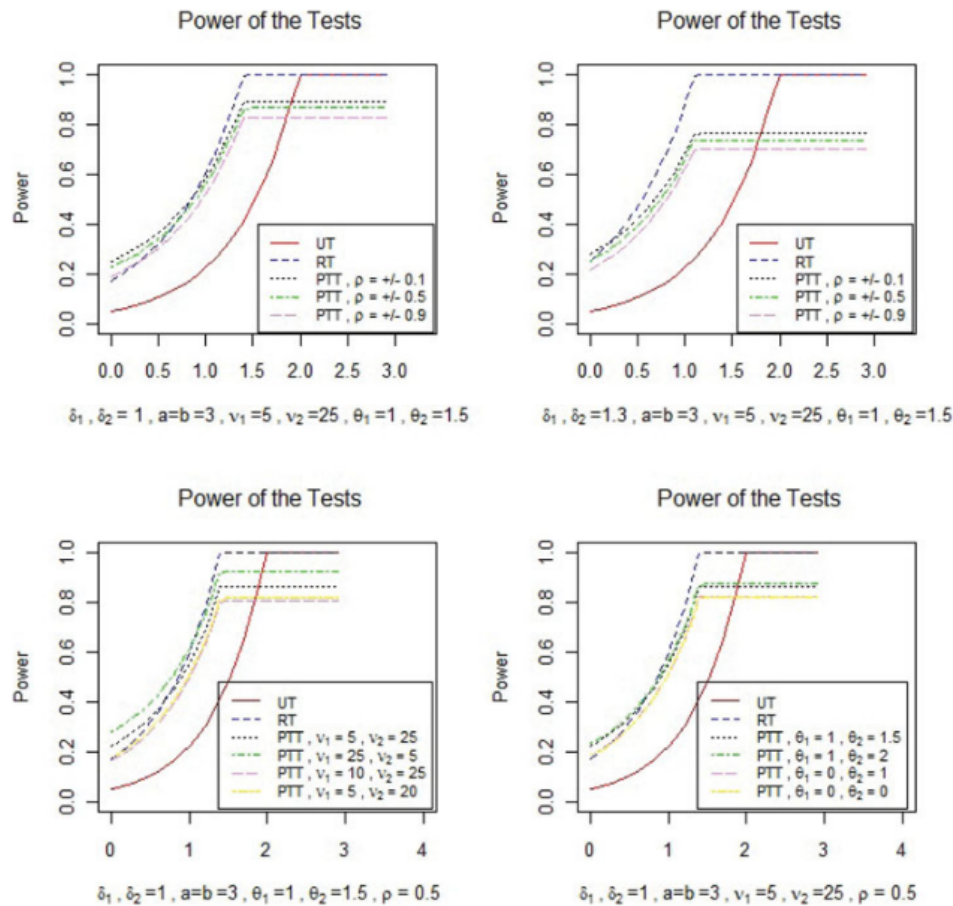 Power of the Tests
Power
1.0
0.8
0.6
0.4
0.2
0.0
UT
RT
PTT , ρ = +/- 0.1
PTT , ρ = +/- 0.5
PTT , ρ = +/- 0.9
0.0 0.5 1.0 1.5 2.0 2.5 3.0
δ₁ , δ₂ = 1 , a=b =3 , ν₁ =5 , ν₂ =25 , θ₁ =1 , θ₂ =1.5
Power of the Tests
Power
1.0
0.8
0.6
0.4
0.2
0.0
UT
RT
PTT , ρ = +/- 0.1
PTT , ρ = +/- 0.5
PTT , ρ = +/- 0.9
0.0 0.5 1.0 1.5 2.0 2.5 3.0
δ₁ , δ₂ =1.3 , a=b =3 , ν₁ =5 , ν₂ =25 , θ₁ =1 , θ₂ =1.5
Power of the Tests
Power
1.0
0.8
0.6
0.4
0.2
0.0
UT
RT
PTT , ν₁ = 5 , ν₂ = 25
PTT , ν₁ = 25 , ν₂ = 5
PTT , ν₁ = 10 , ν₂ = 25
PTT , ν₁ = 5 , ν₂ = 20
0 1 2 3 4
δ₁ , δ₂ =1 , a=b =3 , θ₁ =1 , θ₂ =1.5 , ρ = 0.5
Power of the Tests
Power
1.0
0.8
0.6
0.4
0.2
0.0
UT
RT
PTT , θ₁ = 1 , θ₂ = 1.5
PTT , θ₁ = 1 , θ₂ = 2
PTT , θ₁ = 0 , θ₂ = 1
PTT , θ₁ = 0 , θ₂ = 0
0 1 2 3 4
δ₁ , δ₂ =1 , a=b =3 , ν₁ =5 , ν₂ =25 , ρ = 0.5